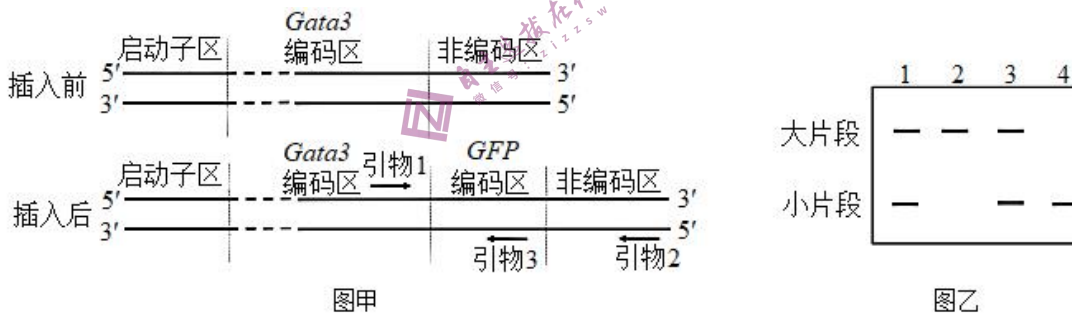 Gata3
启动子区 编码区 非编码区
插入前 5′ 3′
3′ 5′
Gata3 GFP
启动子区 编码区 引物1 编码区 非编码区
插入后 5′ 3′
3′ 5′
引物3 引物2
图甲
1 2 3 4
大片段
小片段
图乙